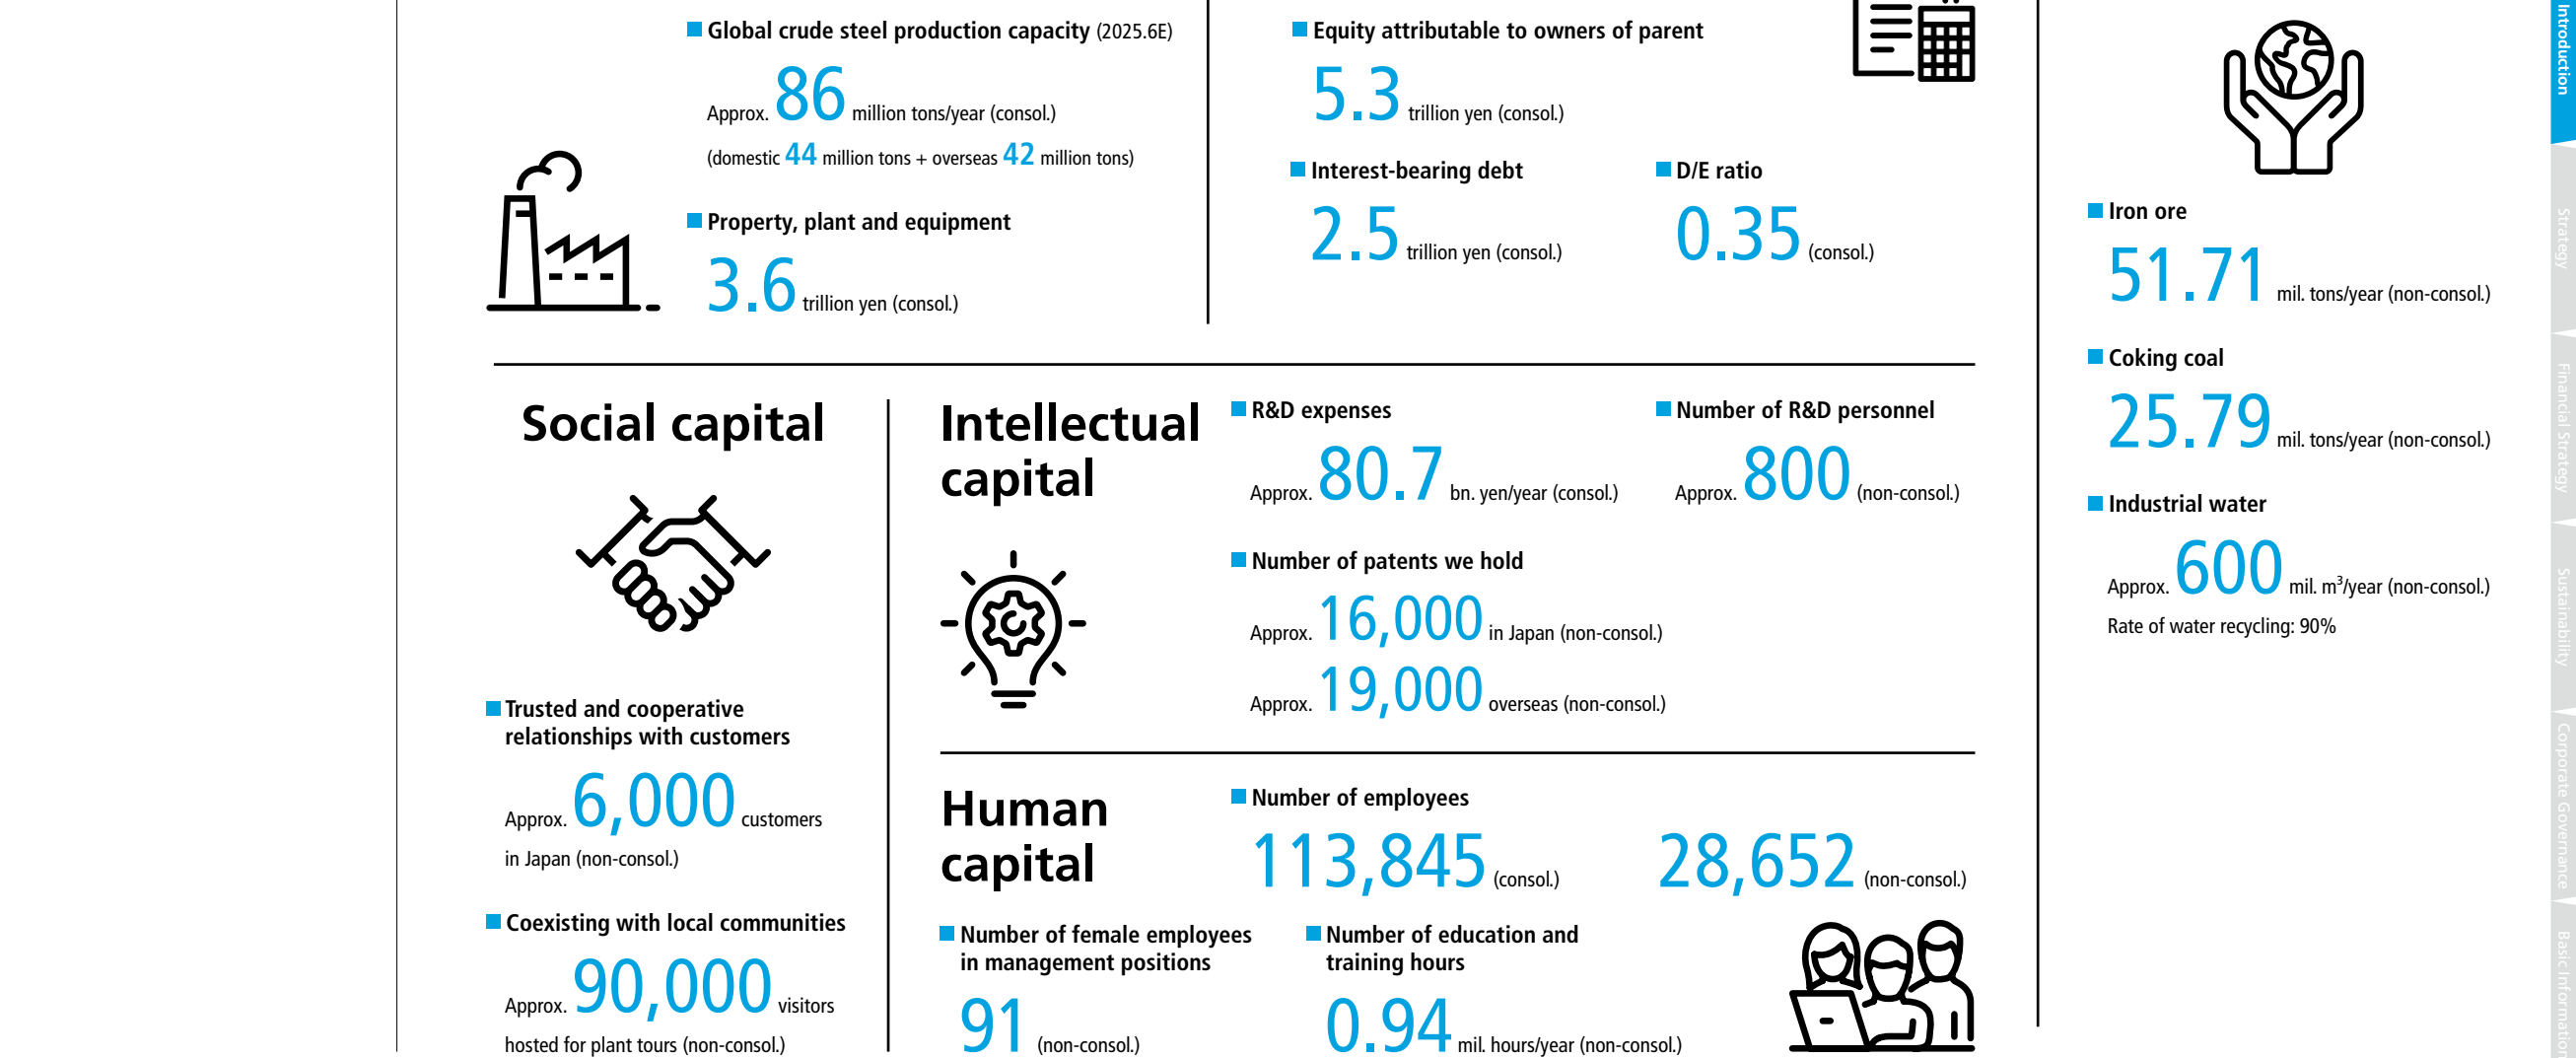 Global crude steel production capacity (2025.6E)
Approx. 86 million tons/year (consol.)
(domestic 44 million tons + overseas 42 million tons)
Property, plant and equipment
3.6 trillion yen (consol.)
Equity attributable to owners of parent
5.3 trillion yen (consol.)
Interest-bearing debt
2.5 trillion yen (consol.)
D/E ratio
0.35 (consol.)
Social capital
Trusted and cooperative
relationships with customers
Approx. 6,000 customers
in Japan (non-consol.)
Coexisting with local communities
Approx. 90,000 visitors
hosted for plant tours (non-consol.)
Intellectual
capital
R&D expenses
Approx. 80.7 bn. yen/year (consol.)
Number of R&D personnel
Approx. 800 (non-consol.)
Number of patents we hold
Approx. 16,000 in Japan (non-consol.)
Approx. 19,000 overseas (non-consol.)
Human
capital
Number of employees
113,845 (consol.)
28,652 (non-consol.)
Number of female employees
in management positions
91 (non-consol.)
Number of education and
training hours
0.94 mil. hours/year (non-consol.)
Iron ore
51.71 mil. tons/year (non-consol.)
Coking coal
25.79 mil. tons/year (non-consol.)
Industrial water
Approx. 600 mil. m³/year (non-consol.)
Rate of water recycling: 90%
Introduction
Strategy
Financial Strategy
Sustainability
Corporate Governance
Basic Information